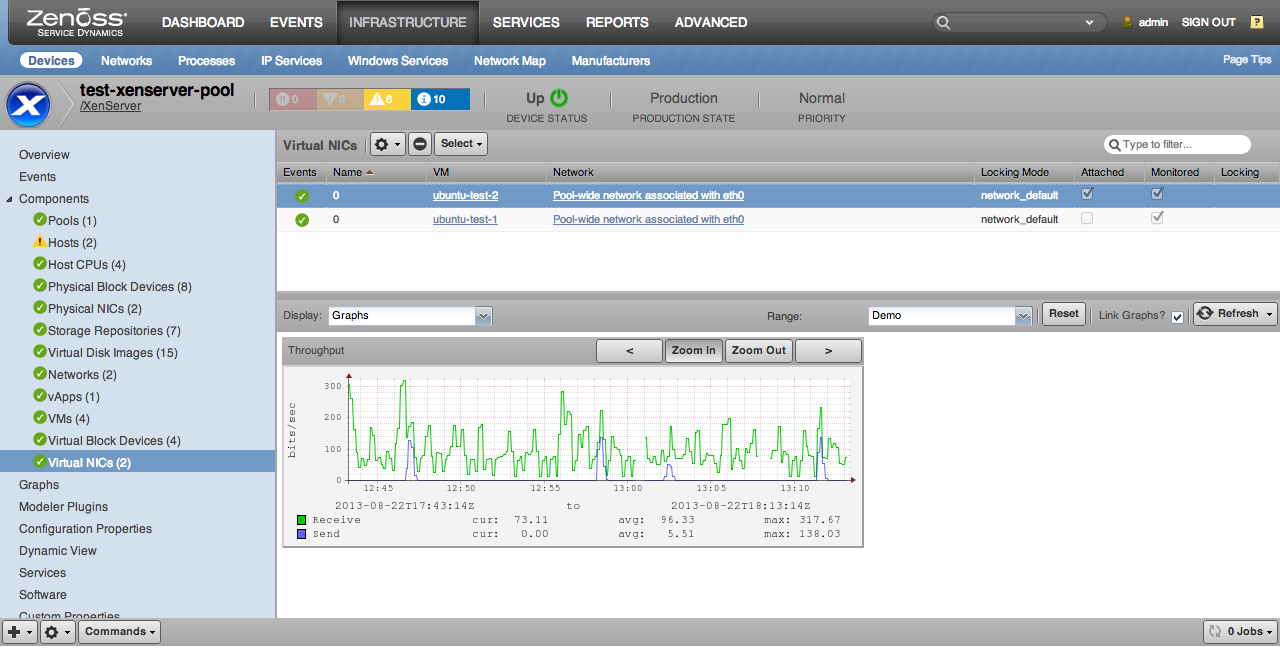 Zenoss
SERVICE DYNAMICS
DASHBOARD EVENTS INFRASTRUCTURE SERVICES REPORTS ADVANCED
admin SIGN OUT ?
Devices Networks Processes IP Services Windows Services Network Map Manufacturers Page Tips
test-xenserver-pool
/XenServer
0 0 6 10
Up
DEVICE STATUS
Production
PRODUCTION STATE
Normal
PRIORITY
Overview
Events
Components
Pools (1)
Hosts (2)
Host CPUs (4)
Physical Block Devices (8)
Physical NICs (2)
Storage Repositories (7)
Virtual Disk Images (15)
Networks (2)
vApps (1)
VMs (4)
Virtual Block Devices (4)
Virtual NICs (2)
Graphs
Modeler Plugins
Configuration Properties
Dynamic View
Services
Software
Custom Properties
Virtual NICs Select Type to filter...
Events Name VM Network Locking Mode Attached Monitored Locking
0 ubuntu-test-2 Pool-wide network associated with eth0 network_default
0 ubuntu-test-1 Pool-wide network associated with eth0 network_default
Display: Graphs Range: Demo Reset Link Graphs? Refresh
Throughput < Zoom In Zoom Out >
bits/sec
300
200
100
0
12:45 12:50 12:55 13:00 13:05 13:10
2013-08-22T17:43:14Z to 2013-08-22T18:13:14Z
Receive cur: 73.11 avg: 96.33 max: 317.67
Send cur: 0.00 avg: 5.51 max: 138.03
Commands 0 Jobs